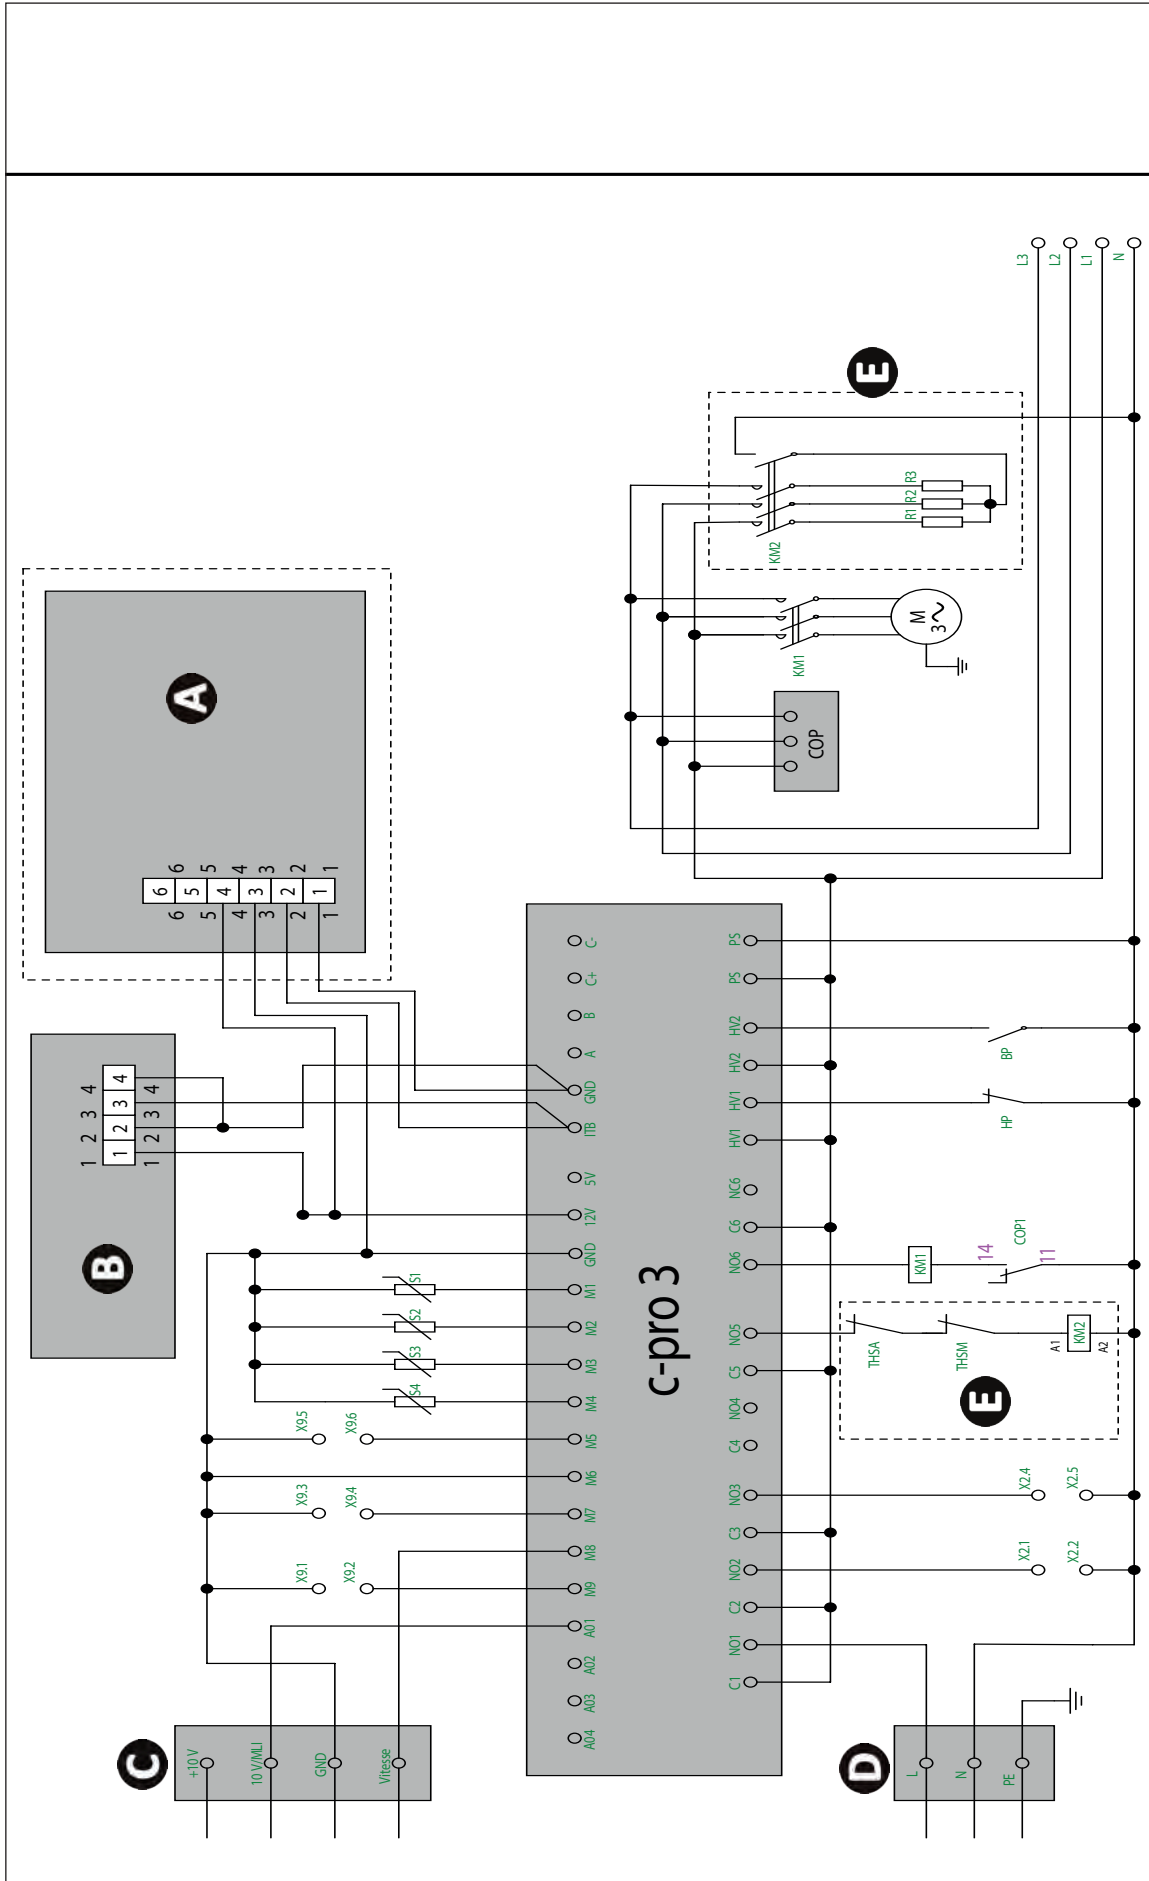 A
6 5 4 3 2 1
6 5 4 3 2 1
6 5 4 3 2 1
B
1 2 3 4
1 2 3 4
1 2 3 4
C
+10 V
10 V/MLI
GND
Vitesse
X9.1
X9.2
X9.3
X9.4
X9.5
X9.6
S4
S3
S2
S1
c-pro 3
A04
A03
A02
A01
M9
M8
M7
M6
M5
M4
M3
M2
M1
GND
12V
5V
ITB
GND
A
B
C+
C-
C1
NO1
C2
NO2
C3
NO3
C4
NO4
C5
NO5
NO6
C6
NC6
HV1
HV1
HV2
HV2
PS
PS
D
L
N
PE
X2.1
X2.2
X2.4
X2.5
E
THSA
THSM
A1
KM2
A2
KM1
14
COP1
11
HP
BP
COP
KM1
M
3~
KM2
R1
R2
R3
E
L3
L2
L1
N